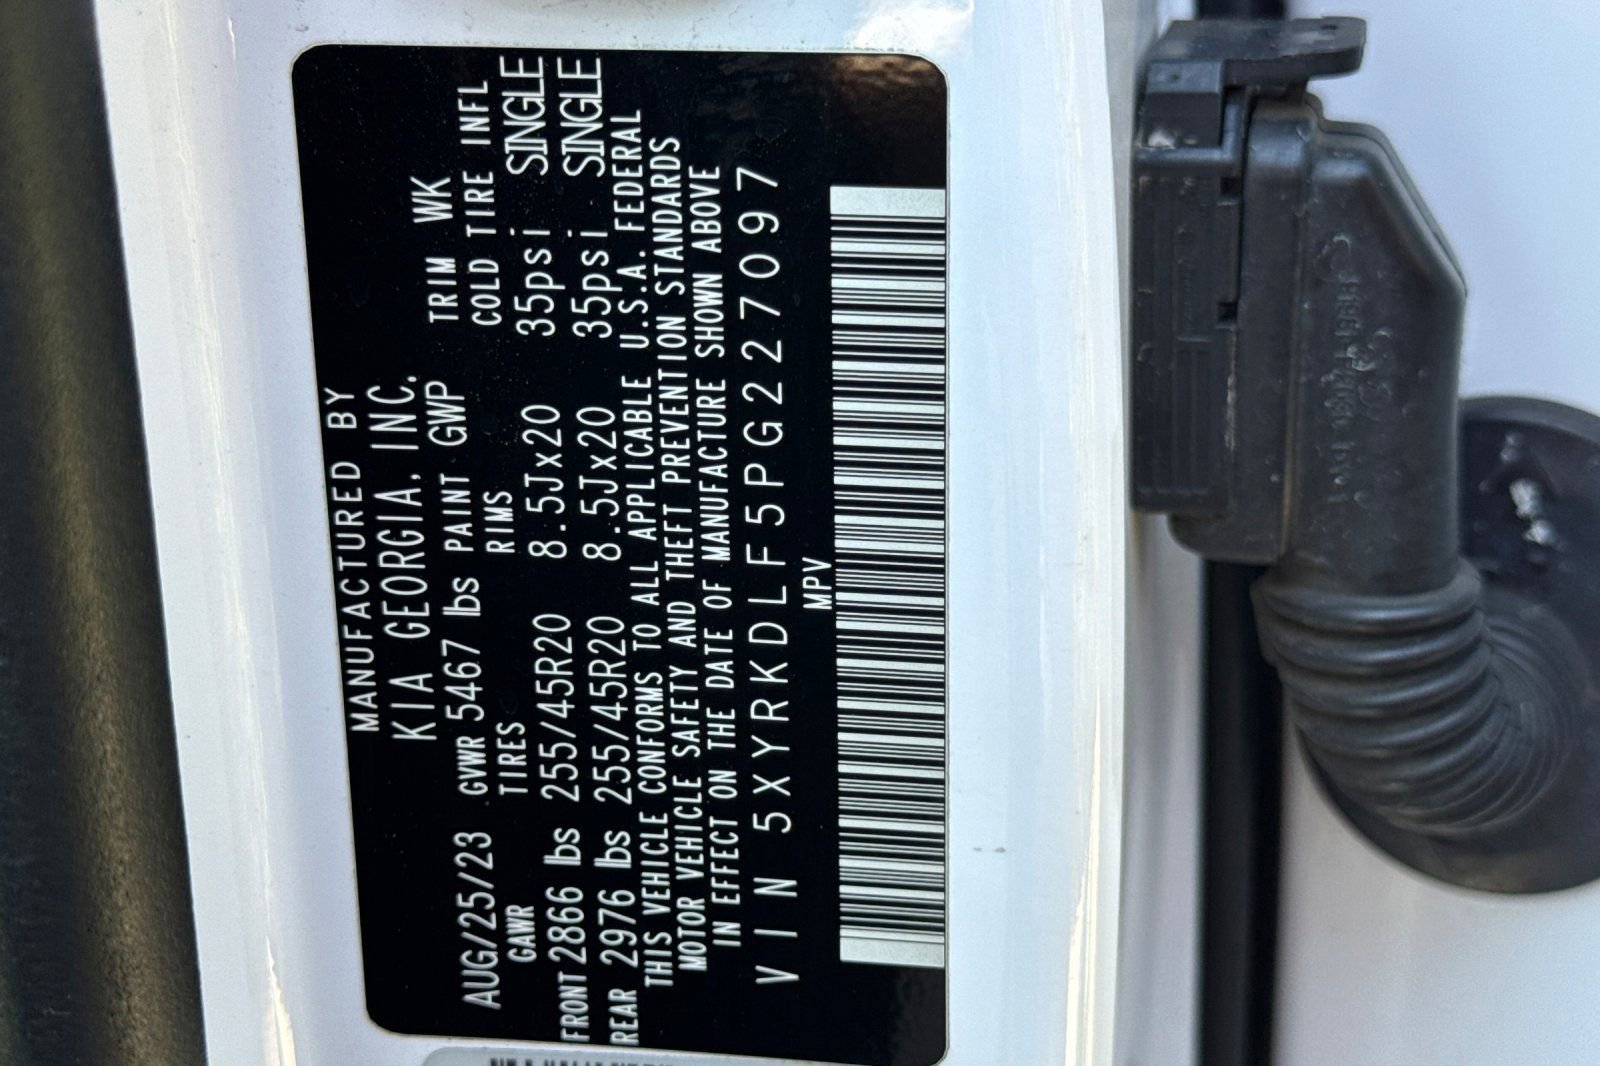 MANUFACTURED BY
KIA GEORGIA, INC.
AUG/25/23 GVWR 5467 lbs PAINT GWP TRIM WK
GAWR TIRES RIMS COLD TIRE INFL
FRONT 2866 lbs 255/45R20 8.5Jx20 35psi SINGLE
REAR 2976 lbs 255/45R20 8.5Jx20 35psi SINGLE
THIS VEHICLE CONFORMS TO ALL APPLICABLE U.S.A. FEDERAL
MOTOR VEHICLE SAFETY AND THEFT PREVENTION STANDARDS
IN EFFECT ON THE DATE OF MANUFACTURE SHOWN ABOVE
VIN 5XYRKDLF5PG227097
MPV